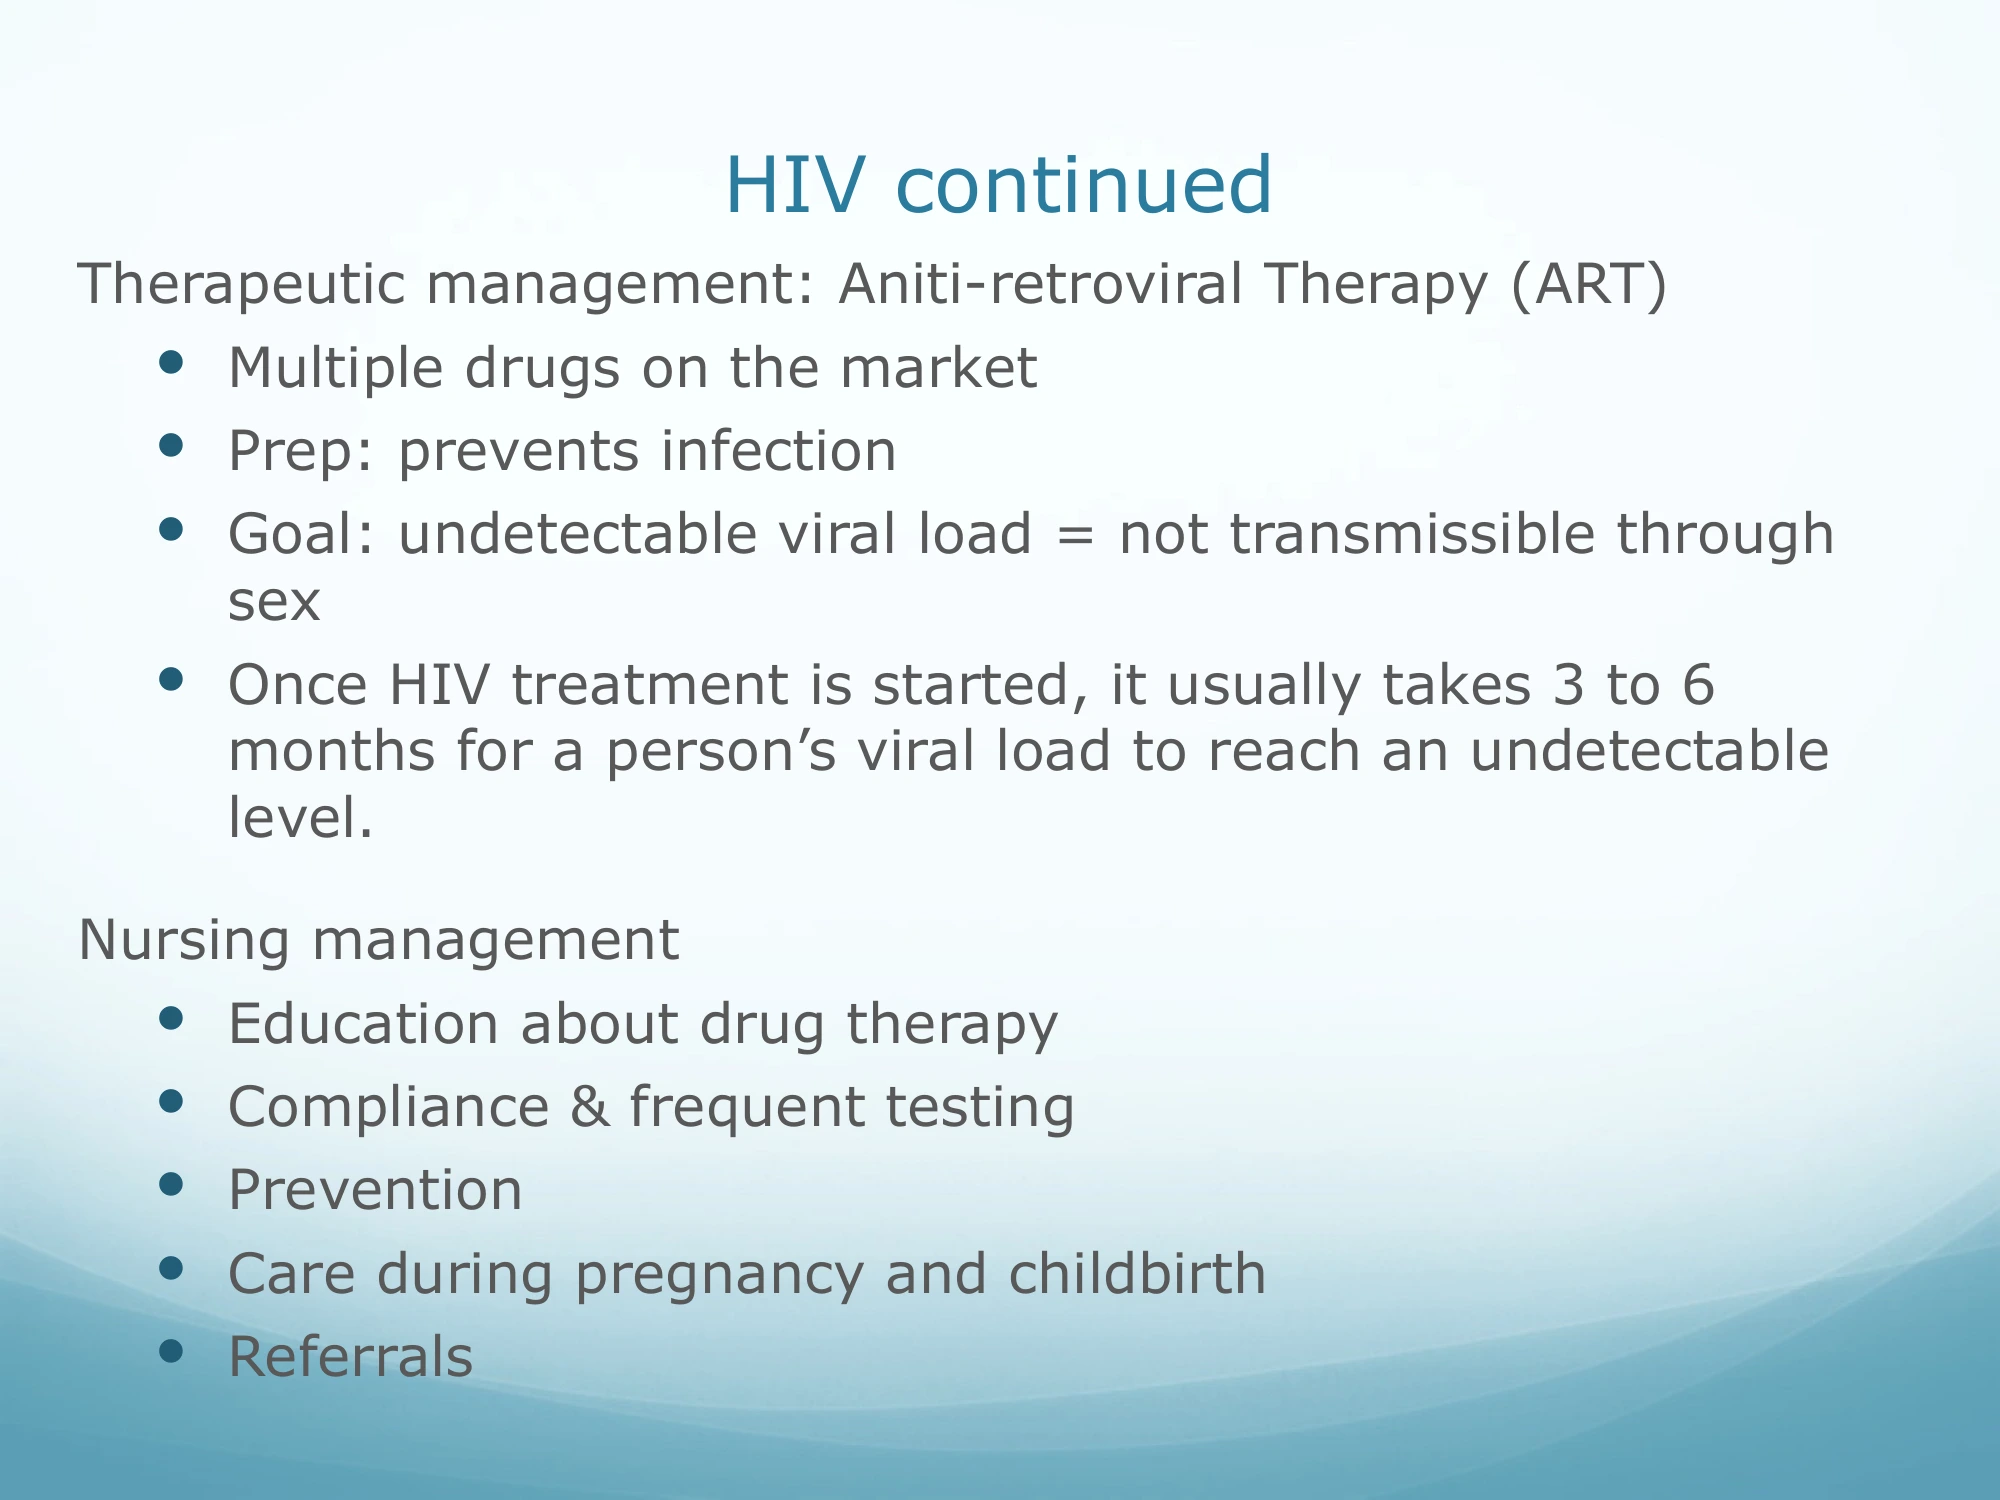 HIV continued
Therapeutic management: Aniti-retroviral Therapy (ART)
• Multiple drugs on the market
• Prep: prevents infection
• Goal: undetectable viral load = not transmissible through
sex
• Once HIV treatment is started, it usually takes 3 to 6
months for a person’s viral load to reach an undetectable
level.
Nursing management
• Education about drug therapy
• Compliance & frequent testing
• Prevention
• Care during pregnancy and childbirth
• Referrals